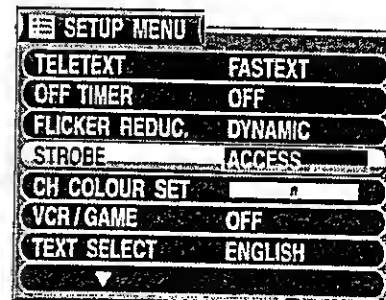 SETUP MENU
TELETEXT FASTEXT
OFF TIMER OFF
FLICKER REDUC. DYNAMIC
STROBE ACCESS
CH COLOUR SET
VCR / GAME OFF
TEXT SELECT ENGLISH